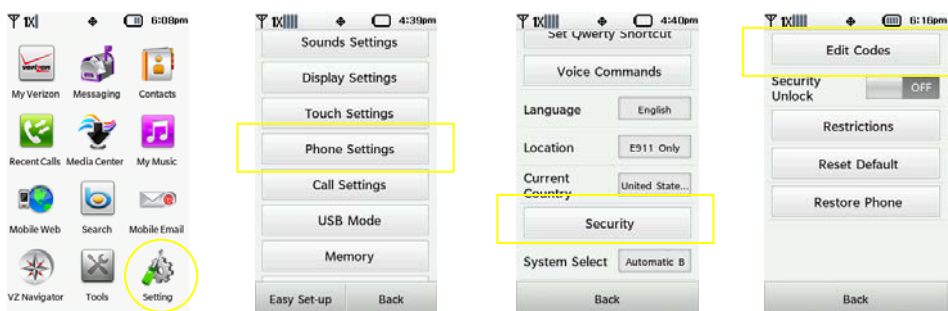 1X 6:08pm
verizon
My Verizon Messaging Contacts
Recent Calls Media Center My Music
Mobile Web Search Mobile Email
VZ Navigator Tools Setting
1X 4:39pm
Sounds Settings
Display Settings
Touch Settings
Phone Settings
Call Settings
USB Mode
Memory
Easy Set-up Back
1X 4:40pm
Set Qwerty Shortcut
Voice Commands
Language English
Location E911 Only
Current
Country United State...
Security
System Select Automatic B
Back
1X 6:16pm
Edit Codes
Security
Unlock OFF
Restrictions
Reset Default
Restore Phone
Back